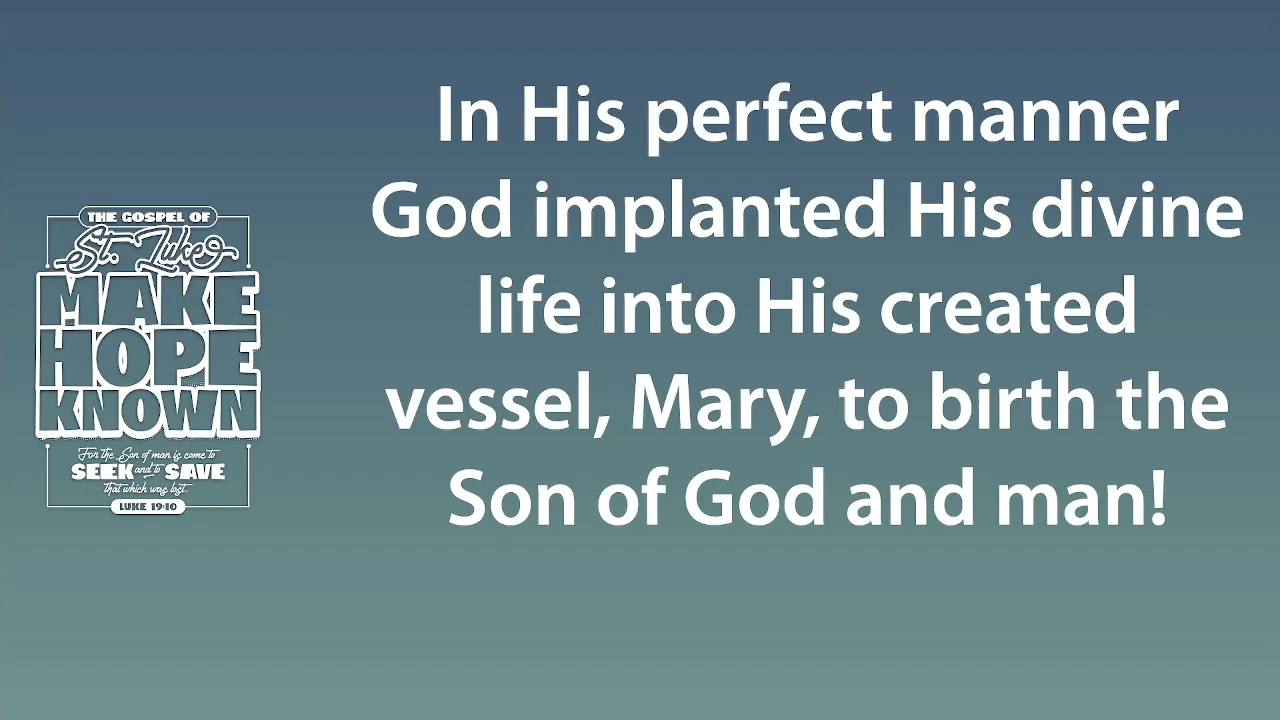 THE GOSPEL OF
St. Luke
MAKE
HOPE
KNOWN
For the Son of man is come to
SEEK and to SAVE
that which was lost.
LUKE 19:10
In His perfect manner
God implanted His divine
life into His created
vessel, Mary, to birth the
Son of God and man!